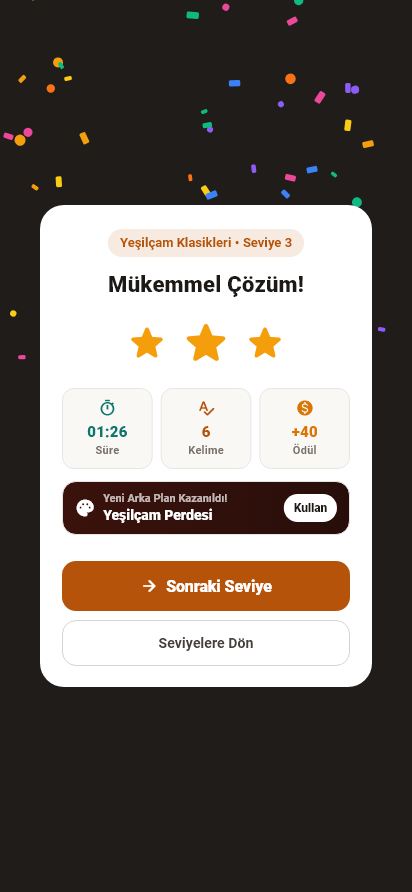 Yeşilçam Klasikleri • Seviye 3
Mükemmel Çözüm!
01:26
Süre
6
Kelime
+40
Ödül
Yeni Arka Plan Kazanıldı!
Yeşilçam Perdesi
Kullan
Sonraki Seviye
Seviyelere Dön